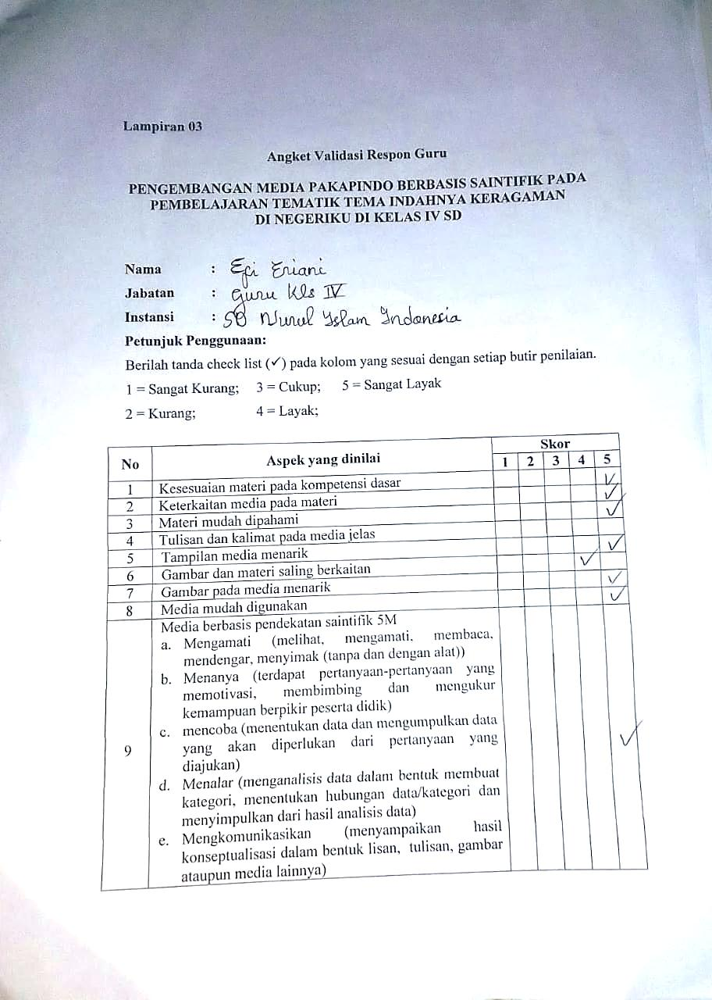 Lampiran 03
Angket Validasi Respon Guru
PENGEMBANGAN MEDIA PAKAPINDO BERBASIS SAINTIFIK PADA
PEMBELAJARAN TEMATIK TEMA INDAHNYA KERAGAMAN
DI NEGERIKU DI KELAS IV SD
Nama : Efi Eriani
Jabatan : Guru Kls IV
Instansi : SD Nurul Islam Indonesia
Petunjuk Penggunaan:
Berilah tanda check list (✓) pada kolom yang sesuai dengan setiap butir penilaian.
1 = Sangat Kurang; 3 = Cukup; 5 = Sangat Layak
2 = Kurang; 4 = Layak;
No Aspek yang dinilai Skor
1 2 3 4 5
1 Kesesuaian materi pada kompetensi dasar ✓
2 Keterkaitan media pada materi ✓
3 Materi mudah dipahami ✓
4 Tulisan dan kalimat pada media jelas
5 Tampilan media menarik ✓
6 Gambar dan materi saling berkaitan ✓
7 Gambar pada media menarik ✓
8 Media mudah digunakan ✓
9 Media berbasis pendekatan saintifik 5M ✓
a. Mengamati (melihat, mengamati, membaca,
mendengar, menyimak (tanpa dan dengan alat))
b. Menanya (terdapat pertanyaan-pertanyaan yang
memotivasi, membimbing dan mengukur
kemampuan berpikir peserta didik)
c. mencoba (menentukan data dan mengumpulkan data
yang akan diperlukan dari pertanyaan yang
diajukan)
d. Menalar (menganalisis data dalam bentuk membuat
kategori, menentukan hubungan data/kategori dan
menyimpulkan dari hasil analisis data)
e. Mengkomunikasikan (menyampaikan hasil
konseptualisasi dalam bentuk lisan, tulisan, gambar
ataupun media lainnya)